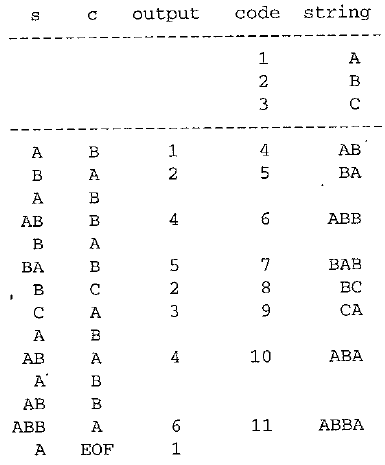 s c output code string
1 A
2 B
3 C
A B 1 4 AB
B A 2 5 BA
A B
AB B 4 6 ABB
B A
BA B 5 7 BAB
B C 2 8 BC
C A 3 9 CA
A B
AB A 4 10 ABA
A B
AB B
ABB A 6 11 ABBA
A EOF 1